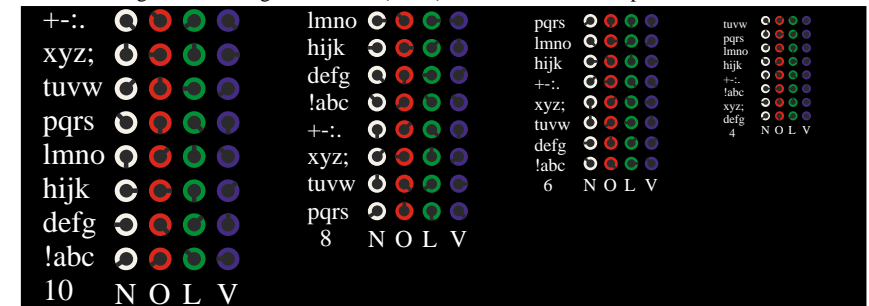 +-:.
xyz;
tuvw
pqrs
lmno
hijk
defg
!abc
10 N O L V
lmno
hijk
defg
!abc
+-:.
xyz;
tuvw
pqrs
8 N O L V
pqrs
lmno
hijk
+-:.
xyz;
tuvw
defg
!abc
6 N O L V
tuvw
pqrs
lmno
hijk
+-:.
!abc
xyz;
defg
4 N O L V